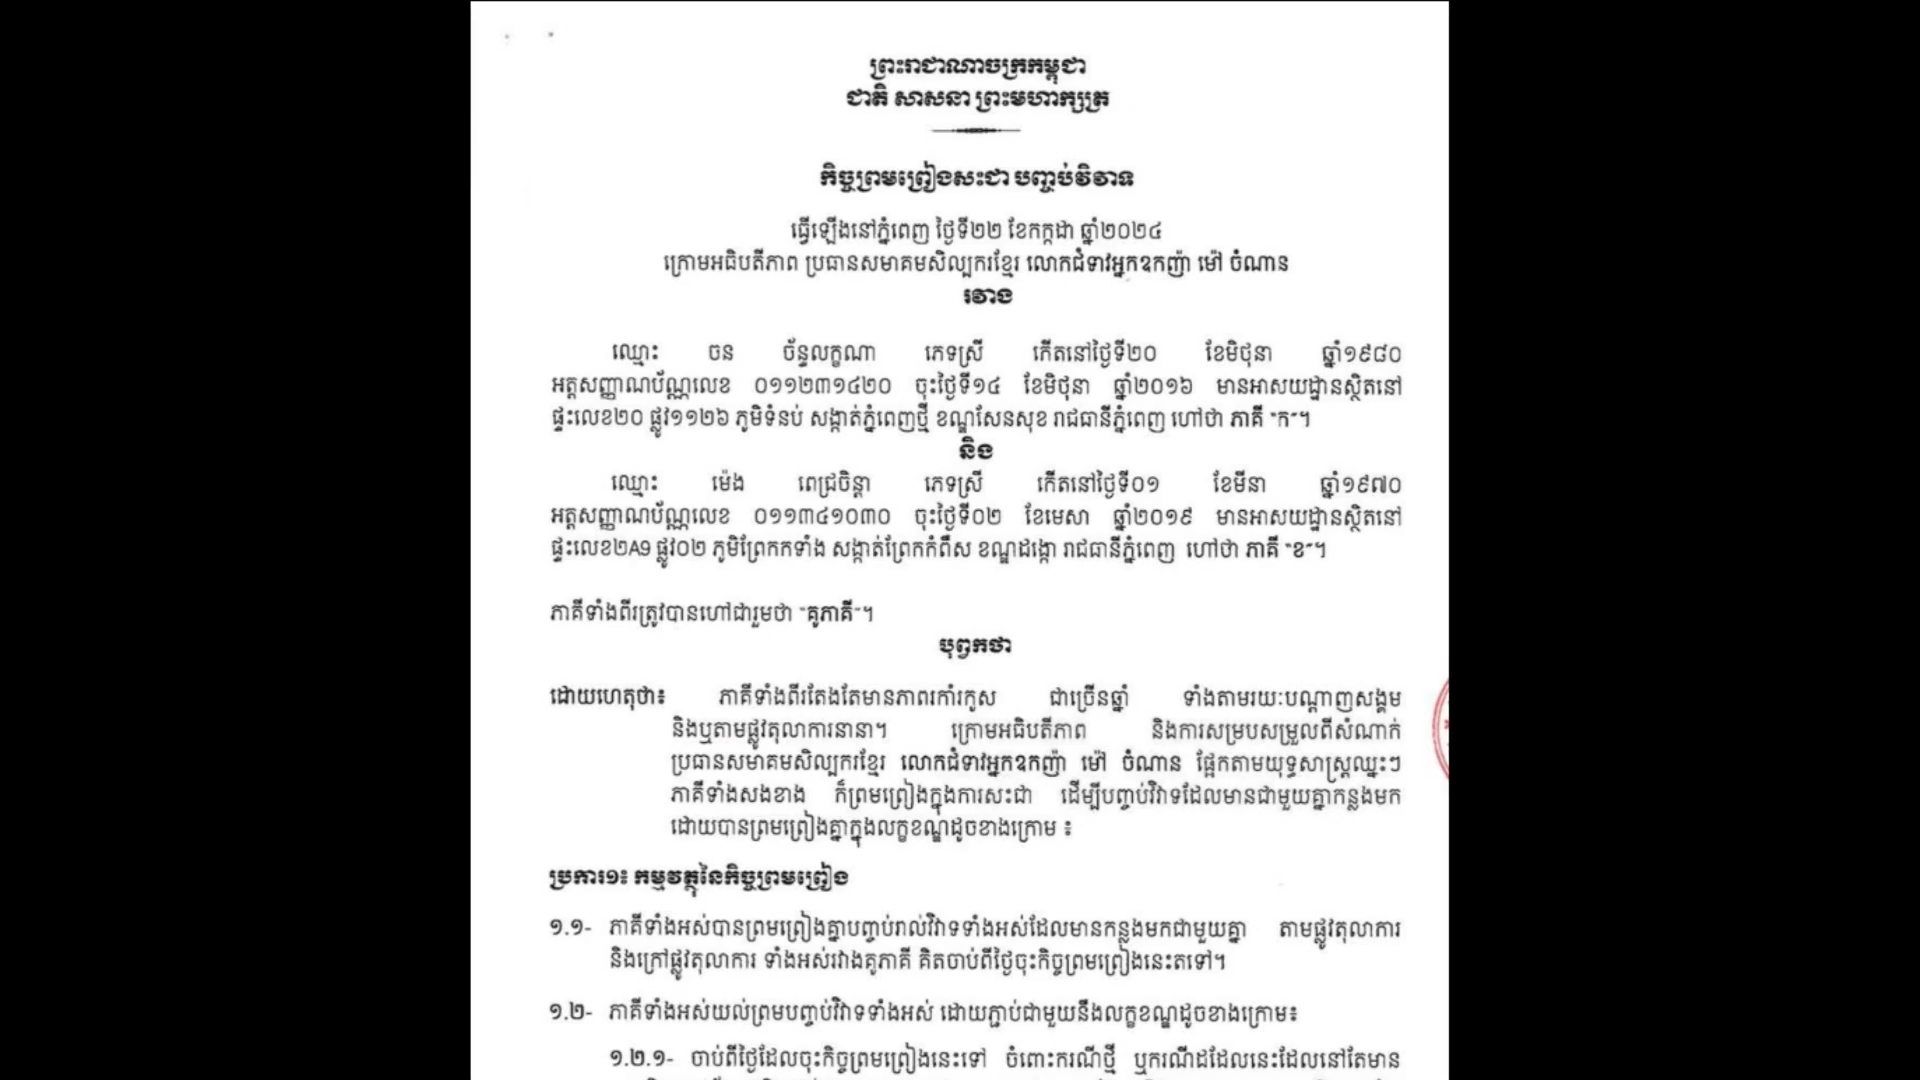 ព្រះរាជាណាចក្រកម្ពុជា
ជាតិ សាសនា ព្រះមហាក្សត្រ
កិច្ចព្រមព្រៀងសះជា បញ្ចប់វិវាទ
ធ្វើឡើងនៅភ្នំពេញ ថ្ងៃទី២២ ខែកក្កដា ឆ្នាំ២០២៤
ក្រោមអធិបតីភាព ប្រធានសមាគមសិល្បករខ្មែរ លោកជំទាវអ្នកឧកញ៉ា ម៉ៅ ចំណាន
រវាង
ឈ្មោះ ចន ច័ន្ទលក្ខណា ភេទស្រី កើតនៅថ្ងៃទី២០ ខែមិថុនា ឆ្នាំ១៩៨០
អត្តសញ្ញាណប័ណ្ណលេខ ០១១២៣១៤២០ ចុះថ្ងៃទី១៤ ខែមិថុនា ឆ្នាំ២០១៦ មានអាសយដ្ឋានស្ថិតនៅ
ផ្ទះលេខ២០ ផ្លូវ១១២៦ ភូមិទំនប់ សង្កាត់ភ្នំពេញថ្មី ខណ្ឌសែនសុខ រាជធានីភ្នំពេញ ហៅថា ភាគី "ក"។
និង
ឈ្មោះ ម៉េង ពេជ្រចិន្តា ភេទស្រី កើតនៅថ្ងៃទី០១ ខែមីនា ឆ្នាំ១៩៧០
អត្តសញ្ញាណប័ណ្ណលេខ ០១១៣៤១០៣០ ចុះថ្ងៃទី០២ ខែមេសា ឆ្នាំ២០១៩ មានអាសយដ្ឋានស្ថិតនៅ
ផ្ទះលេខ២A9 ផ្លូវ០២ ភូមិព្រែកកទាំង សង្កាត់ព្រែកកំពឹស ខណ្ឌដង្កោ រាជធានីភ្នំពេញ ហៅថា ភាគី "ខ"។
ភាគីទាំងពីរត្រូវបានហៅជារួមថា "គូភាគី"។
បុព្វកថា
ដោយហេតុថា៖ ភាគីទាំងពីរតែងតែមានភាពរកាំរកូស ជាច្រើនឆ្នាំ ទាំងតាមរយៈបណ្តាញសង្គម
និងឬតាមផ្លូវតុលាការនានា។ ក្រោមអធិបតីភាព និងការសម្របសម្រួលពីសំណាក់
ប្រធានសមាគមសិល្បករខ្មែរ លោកជំទាវអ្នកឧកញ៉ា ម៉ៅ ចំណាន ផ្អែកតាមយុទ្ធសាស្ត្រឈ្នះៗ
ភាគីទាំងសងខាង ក៏ព្រមព្រៀងក្នុងការសះជា ដើម្បីបញ្ចប់វិវាទដែលមានជាមួយគ្នាកន្លងមក
ដោយបានព្រមព្រៀងគ្នាក្នុងលក្ខខណ្ឌដូចខាងក្រោម ៖
ប្រការ១៖ កម្មវត្ថុនៃកិច្ចព្រមព្រៀង
១.១- ភាគីទាំងអស់បានព្រមព្រៀងគ្នាបញ្ចប់រាល់វិវាទទាំងអស់ដែលមានកន្លងមកជាមួយគ្នា តាមផ្លូវតុលាការ
និងក្រៅផ្លូវតុលាការ ទាំងអស់រវាងគូភាគី គិតចាប់ពីថ្ងៃចុះកិច្ចព្រមព្រៀងនេះតទៅ។
១.២- ភាគីទាំងអស់យល់ព្រមបញ្ចប់វិវាទទាំងអស់ ដោយភ្ជាប់ជាមួយនឹងលក្ខខណ្ឌដូចខាងក្រោម៖
១.២.១- ចាប់ពីថ្ងៃដែលចុះកិច្ចព្រមព្រៀងនេះទៅ ចំពោះករណីថ្មី ឬករណីដដែលនេះដែលនៅតែមាន